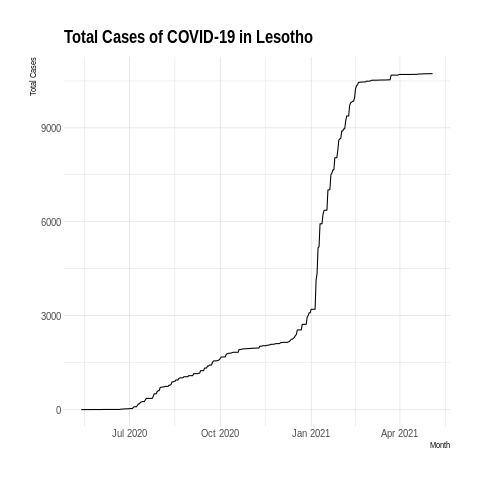 Total Cases of COVID-19 in Lesotho
Total Cases
9000
6000
3000
0
Jul 2020 Oct 2020 Jan 2021 Apr 2021
Month